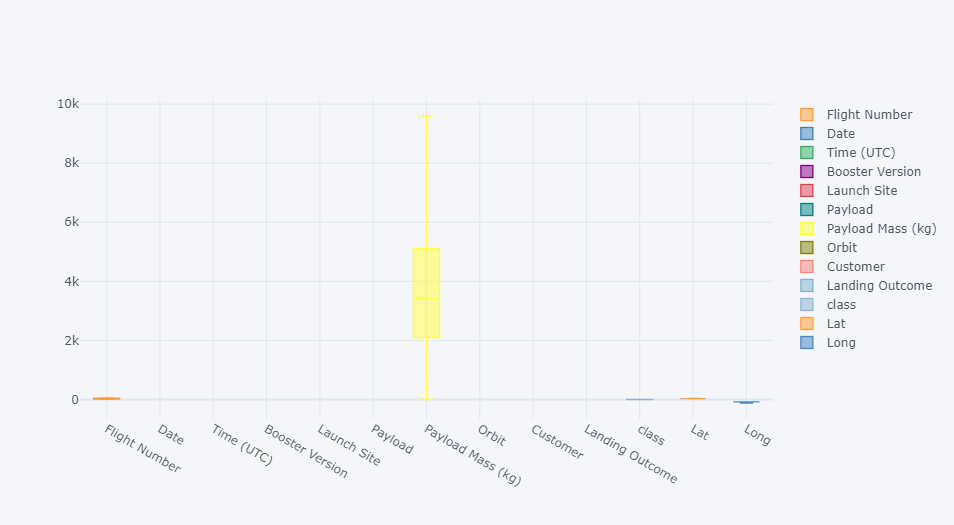 10k
8k
6k
4k
2k
0
Flight Number
Date
Time (UTC)
Booster Version
Launch Site
Payload
Payload Mass (kg)
Orbit
Customer
Landing Outcome
class
Lat
Long
Flight Number
Date
Time (UTC)
Booster Version
Launch Site
Payload
Payload Mass (kg)
Orbit
Customer
Landing Outcome
class
Lat
Long